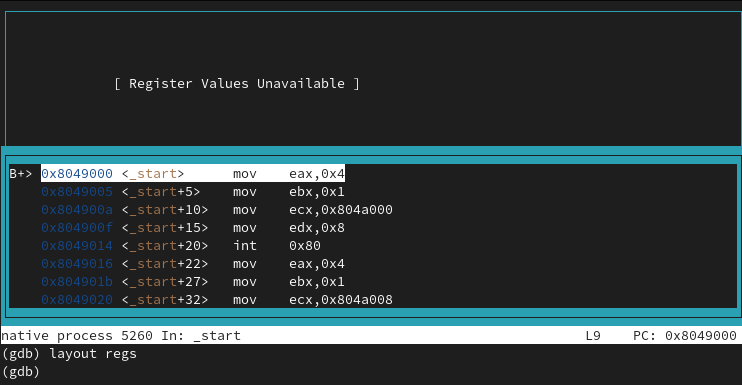 [ Register Values Unavailable ]
B+> 0x8049000 <_start> mov eax,0x4
0x8049005 <_start+5> mov ebx,0x1
0x804900a <_start+10> mov ecx,0x804a000
0x804900f <_start+15> mov edx,0x8
0x8049014 <_start+20> int 0x80
0x8049016 <_start+22> mov eax,0x4
0x804901b <_start+27> mov ebx,0x1
0x8049020 <_start+32> mov ecx,0x804a008
native process 5260 In: _start L9 PC: 0x8049000
(gdb) layout regs
(gdb)